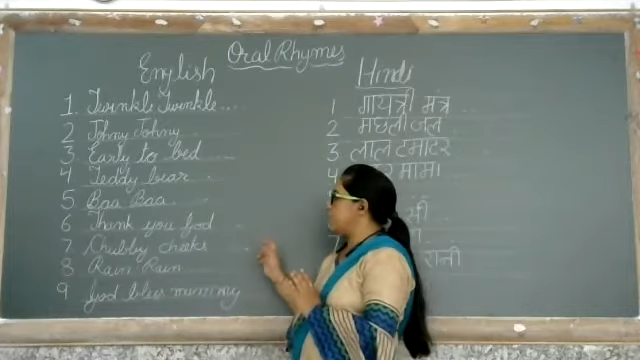 Oral Rhymes
English
1. Twinkle Twinkle....
2 Johny Johny
3 Early to bed
4 Teddy bear
5 Baa Baa
6 Thank you God
7 Chubby cheeks
8 Rain Rain
9 God bless mummy
Hindi
1 गायत्री मंत्र
2 मछली जल
3 लाल टमाटर
4 मामा
रानी